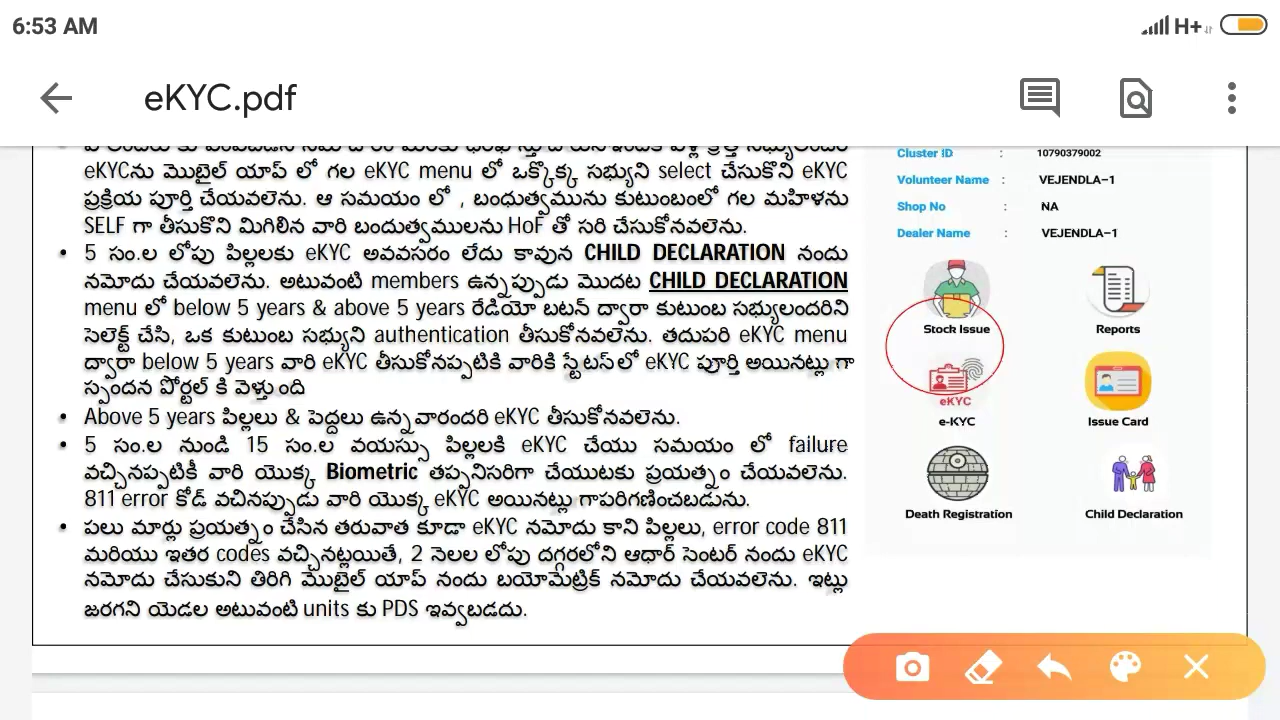 6:53 AM
H+
eKYC.pdf
eKYCను మొబైల్ యాప్ లో గల eKYC menu లో ఒక్కొక్క సభ్యుని select చేసుకొని eKYC
ప్రక్రియ పూర్తి చేయవలెను. ఆ సమయం లో , బంధుత్వమును కుటుంబంలో గల మహిళను
SELF గా తీసుకొని మిగిలిన వారి బందుత్వములను HoF తో సరి చేసుకోనవలెను.
• 5 సం.ల లోపు పిల్లలకు eKYC అవవసరం లేదు కావున CHILD DECLARATION నందు
నమోదు చేయవలెను. అటువంటి members ఉన్నప్పుడు మొదట CHILD DECLARATION
menu లో below 5 years & above 5 years రేడియో బటన్ ద్వారా కుటుంబ సభ్యులందరిని
సెలెక్ట్ చేసి, ఒక కుటుంబ సభ్యుని authentication తీసుకోనవలెను. తదుపరి eKYC menu
ద్వారా below 5 years వారి eKYC తీసుకోనప్పటికి వారికి స్టేటస్‌లో eKYC పూర్తి అయినట్లు గా
స్పందన పోర్టల్ కి వెళ్తుంది
• Above 5 years పిల్లలు & పెద్దలు ఉన్నవారందరి eKYC తీసుకోనవలెను.
• 5 సం.ల నుండి 15 సం.ల వయస్సు పిల్లలకి eKYC చేయు సమయం లో failure
వచ్చినప్పటికీ వారి యొక్క Biometric తప్పనిసరిగా చేయుటకు ప్రయత్నం చేయవలెను.
811 error కోడ్ వచినప్పుడు వారి యొక్క eKYC అయినట్లు గాపరిగణించబడును.
• పలు మార్లు ప్రయత్నం చేసిన తరువాత కూడా eKYC నమోదు కాని పిల్లలు, error code 811
మరియు ఇతర codes వచ్చినట్లయితే, 2 నెలల లోపు దగ్గరలోని ఆధార్ సెంటర్ నందు eKYC
నమోదు చేసుకుని తిరిగి మొబైల్ యాప్ నందు బయోమెట్రిక్ నమోదు చేయవలెను. ఇట్లు
జరగని యెడల అటువంటి units కు PDS ఇవ్వబడదు.
Cluster ID : 10790379002
Volunteer Name : VEJENDLA-1
Shop No : NA
Dealer Name : VEJENDLA-1
Stock Issue
Reports
eKYC
e-KYC
Issue Card
Death Registration
Child Declaration